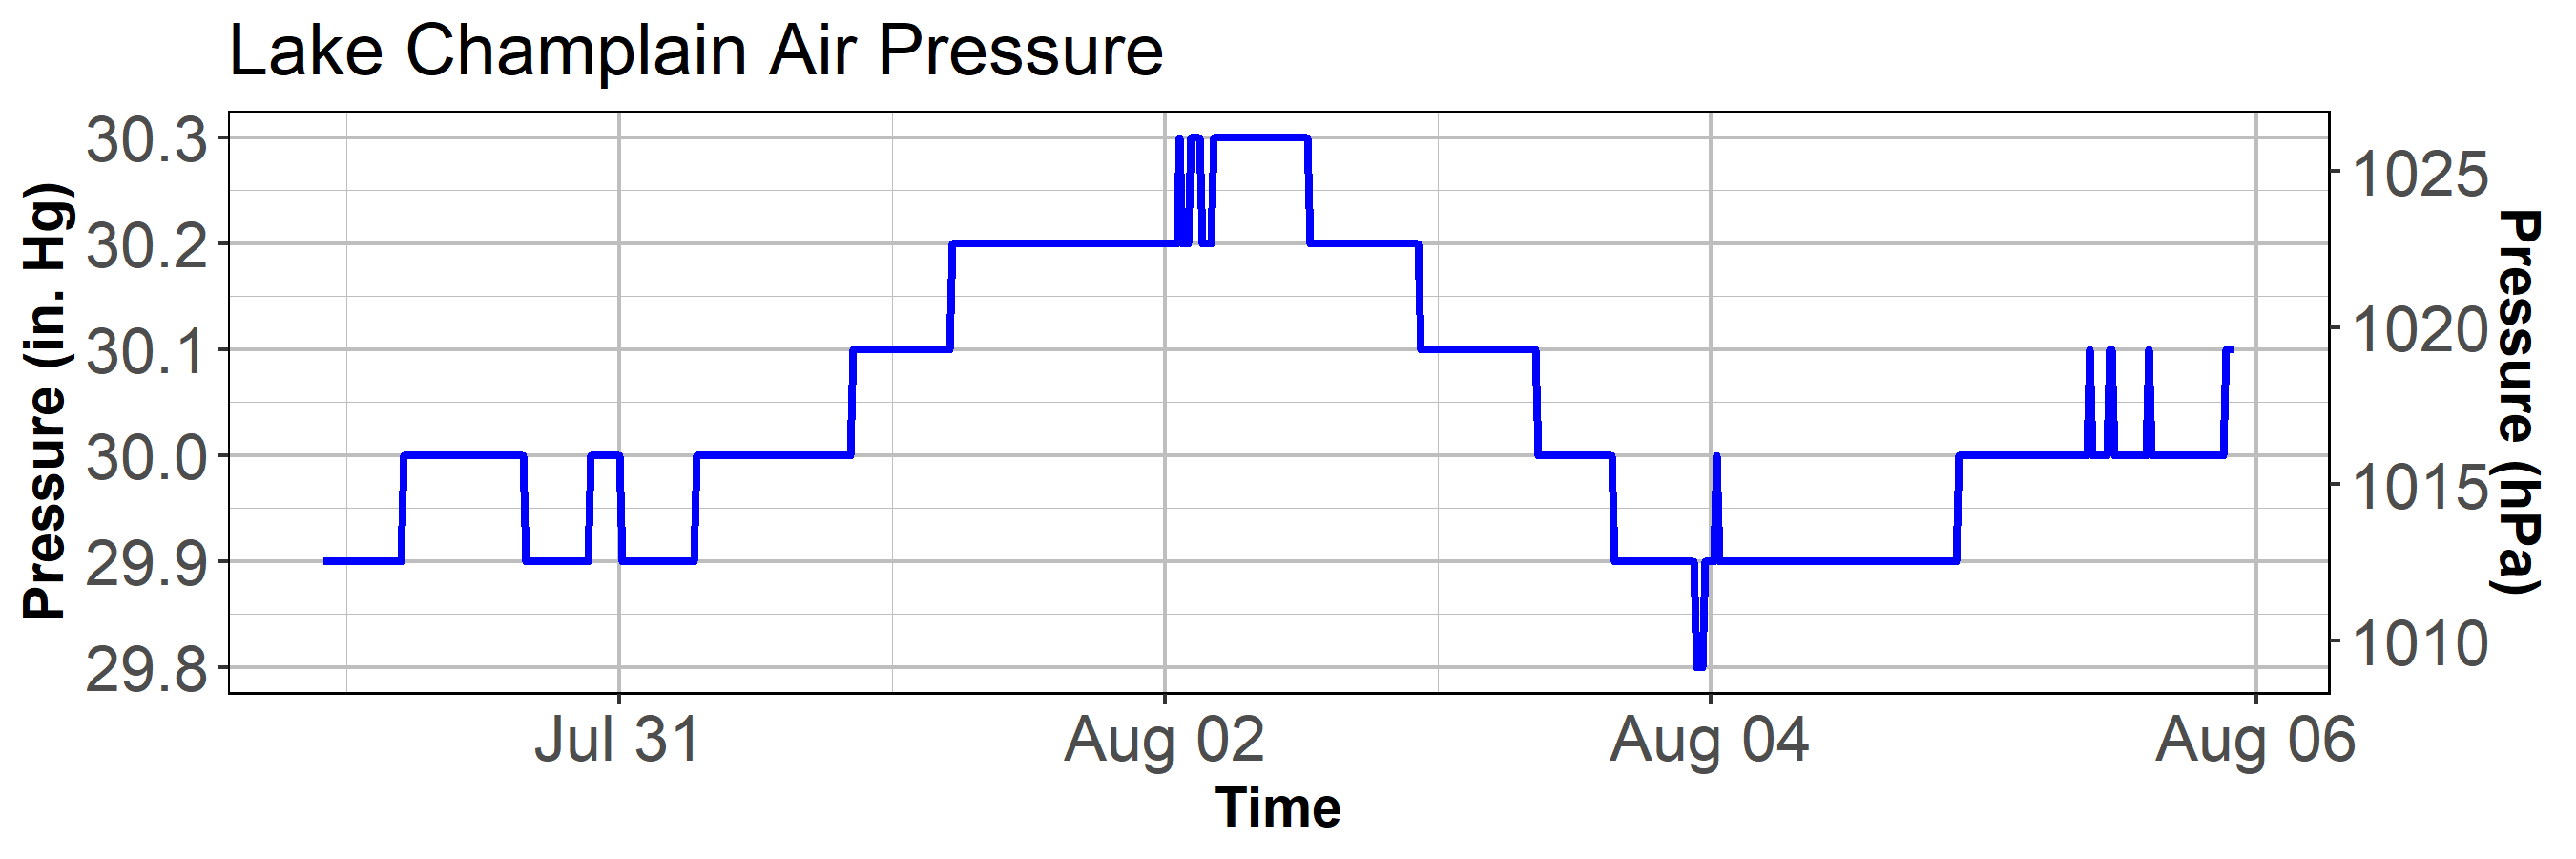 Lake Champlain Air Pressure
Pressure (in. Hg)
30.3
30.2
30.1
30.0
29.9
29.8
1025
1020
1015
1010
Pressure (hPa)
Jul 31 Aug 02 Aug 04 Aug 06
Time